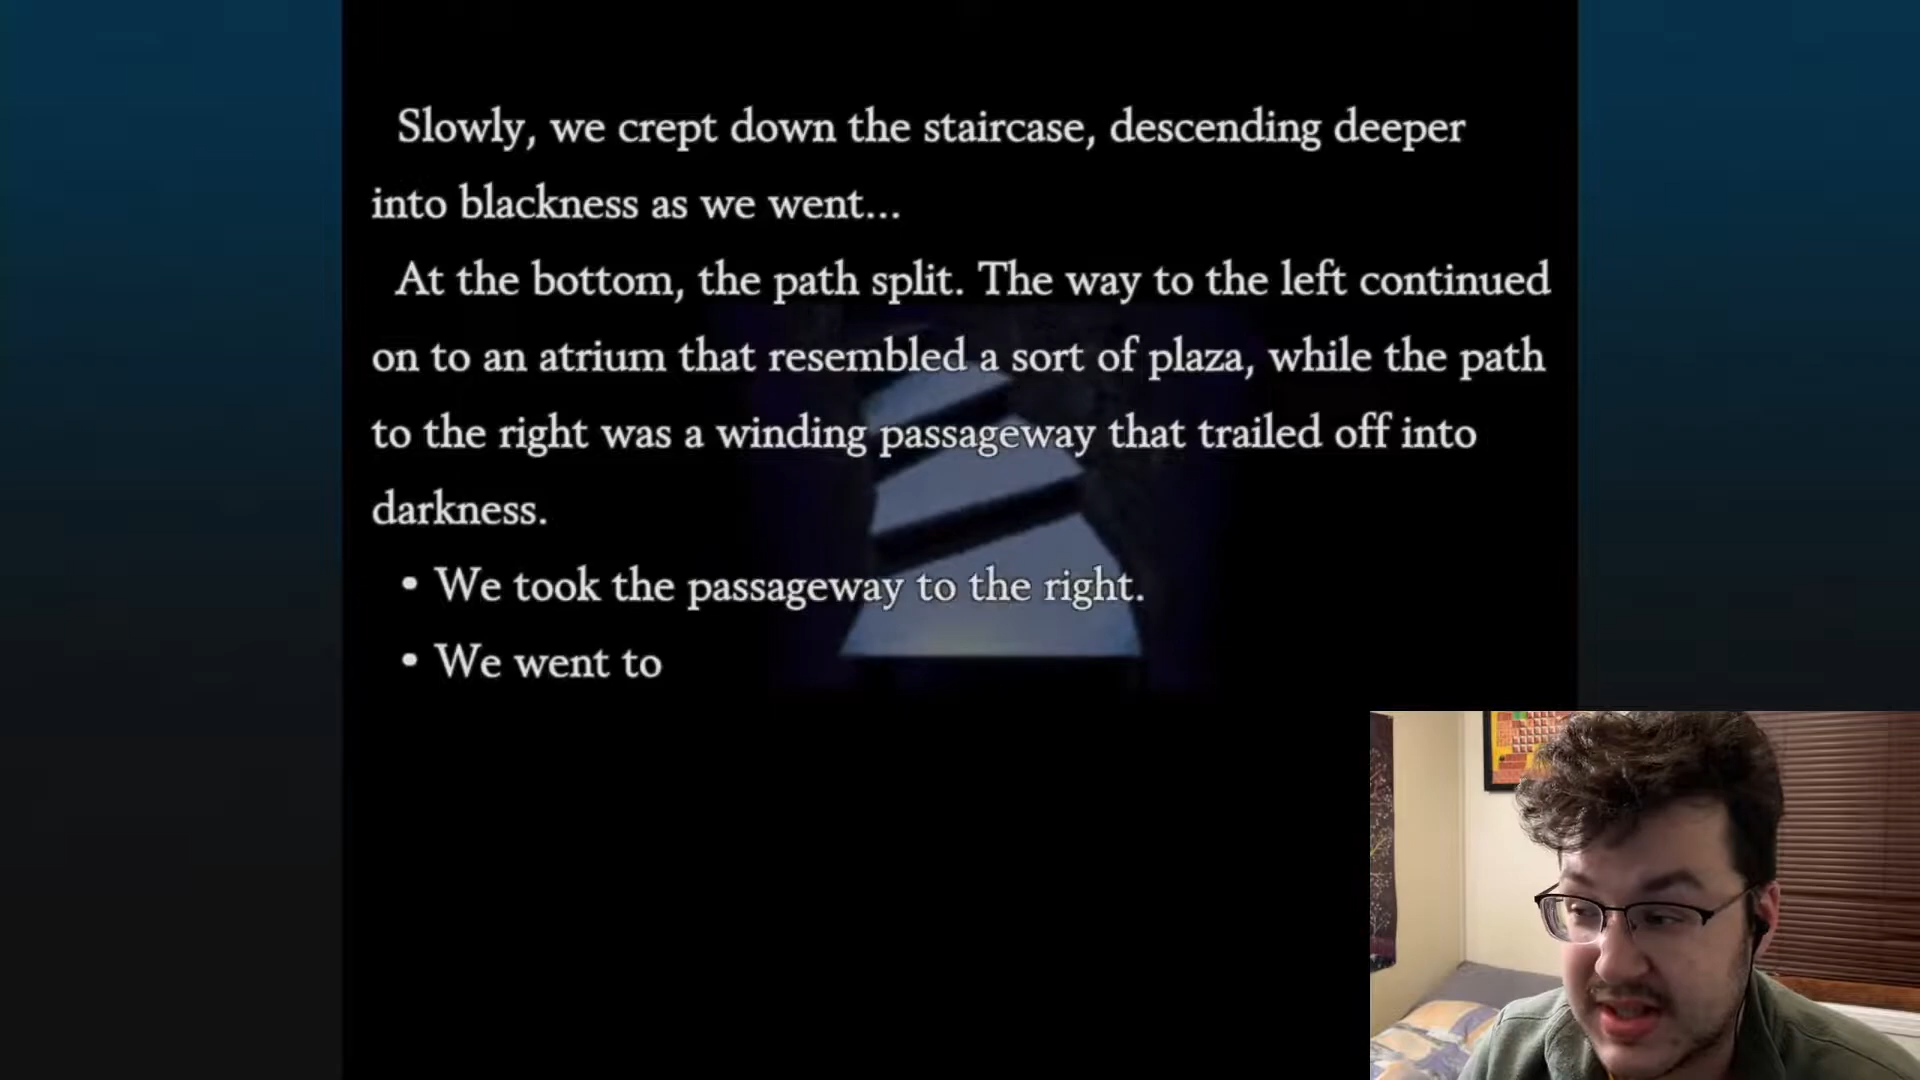 Slowly, we crept down the staircase, descending deeper
into blackness as we went...
At the bottom, the path split. The way to the left continued
on to an atrium that resembled a sort of plaza, while the path
to the right was a winding passageway that trailed off into
darkness.
• We took the passageway to the right.
• We went to